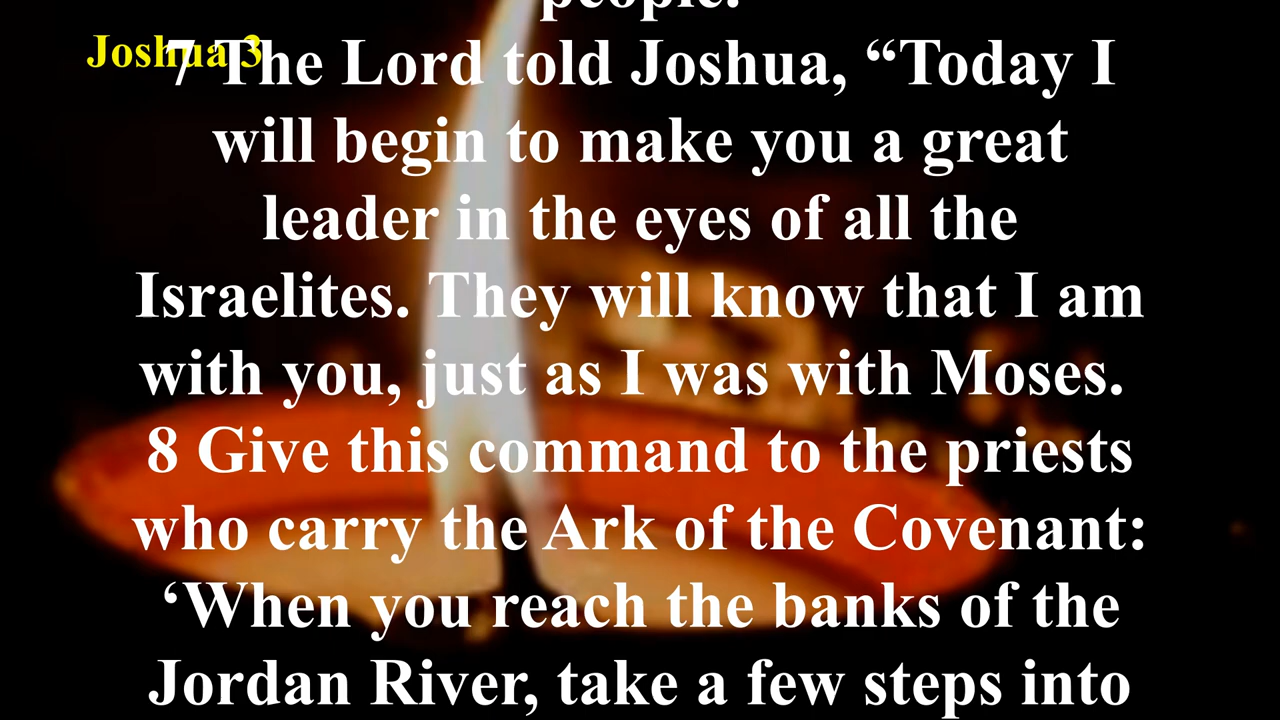 people.
Joshua 3
7 The Lord told Joshua, “Today I
will begin to make you a great
leader in the eyes of all the
Israelites. They will know that I am
with you, just as I was with Moses.
8 Give this command to the priests
who carry the Ark of the Covenant:
‘When you reach the banks of the
Jordan River, take a few steps into